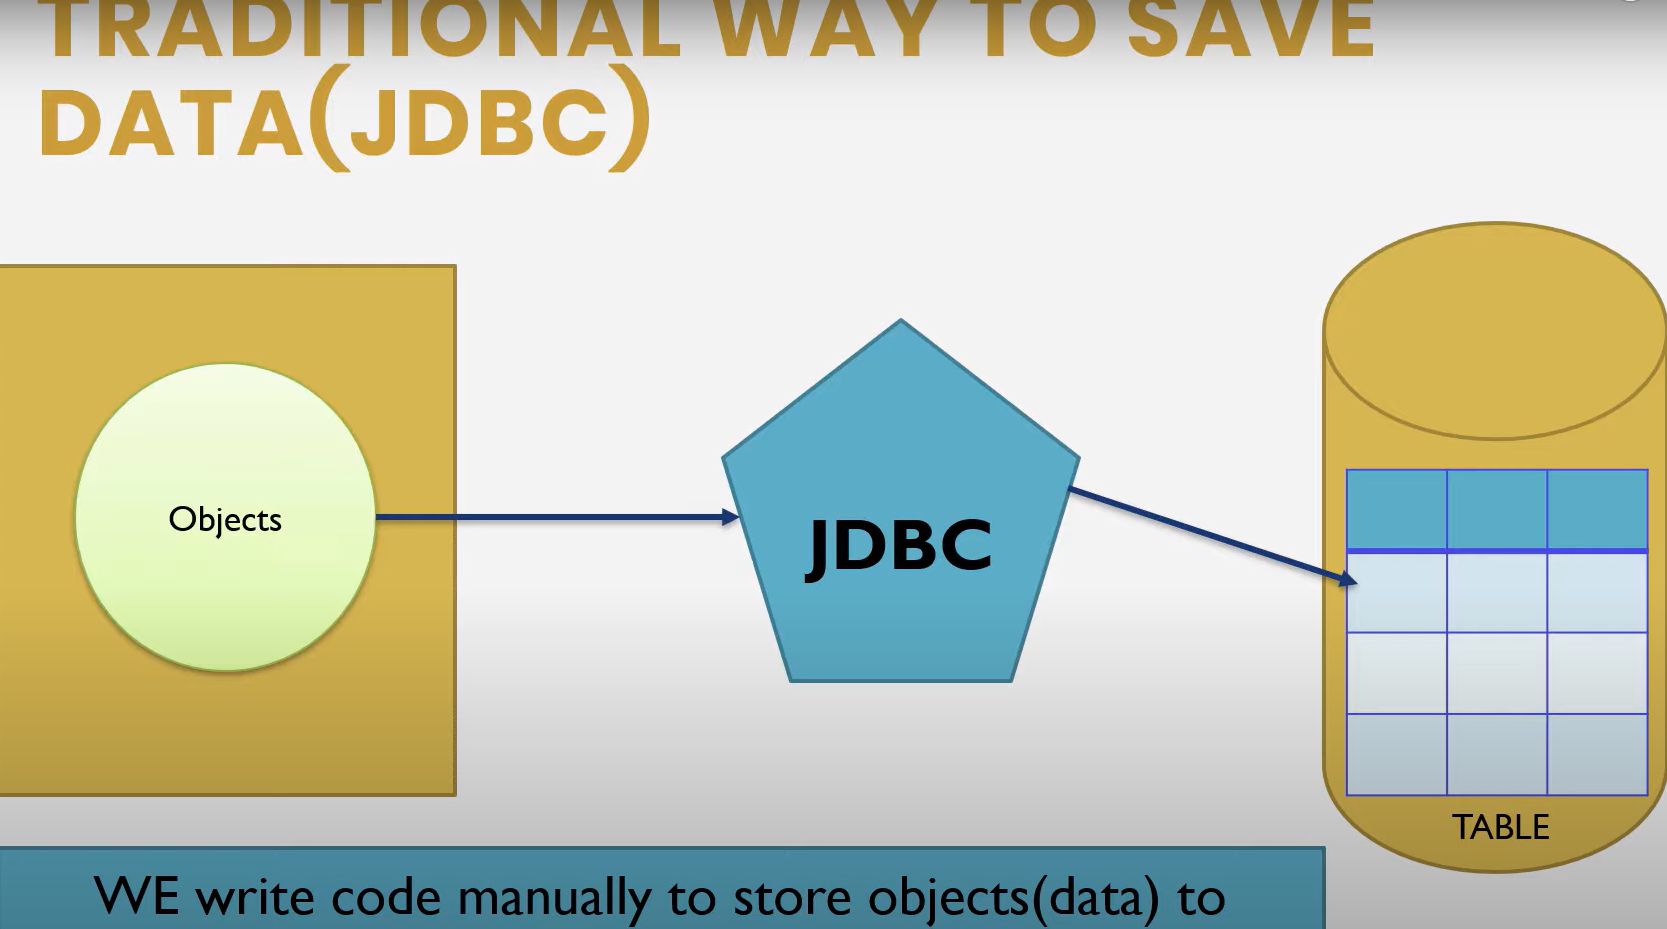 TRADITIONAL WAY TO SAVE
DATA(JDBC)
Objects
JDBC
TABLE
WE write code manually to store objects(data) to